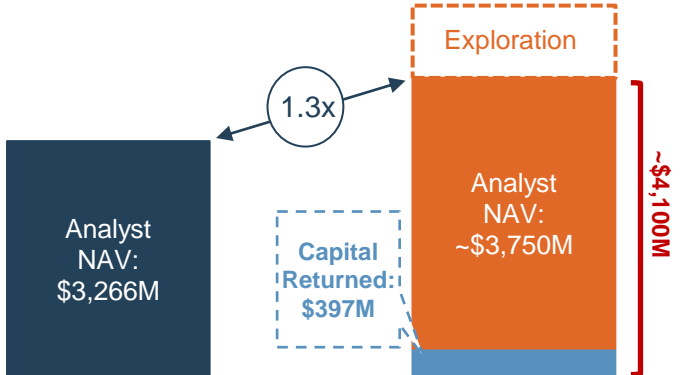 Exploration
1.3x
Analyst
NAV:
$3,266M
Capital
Returned:
$397M
Analyst
NAV:
~$3,750M
~$4,100M